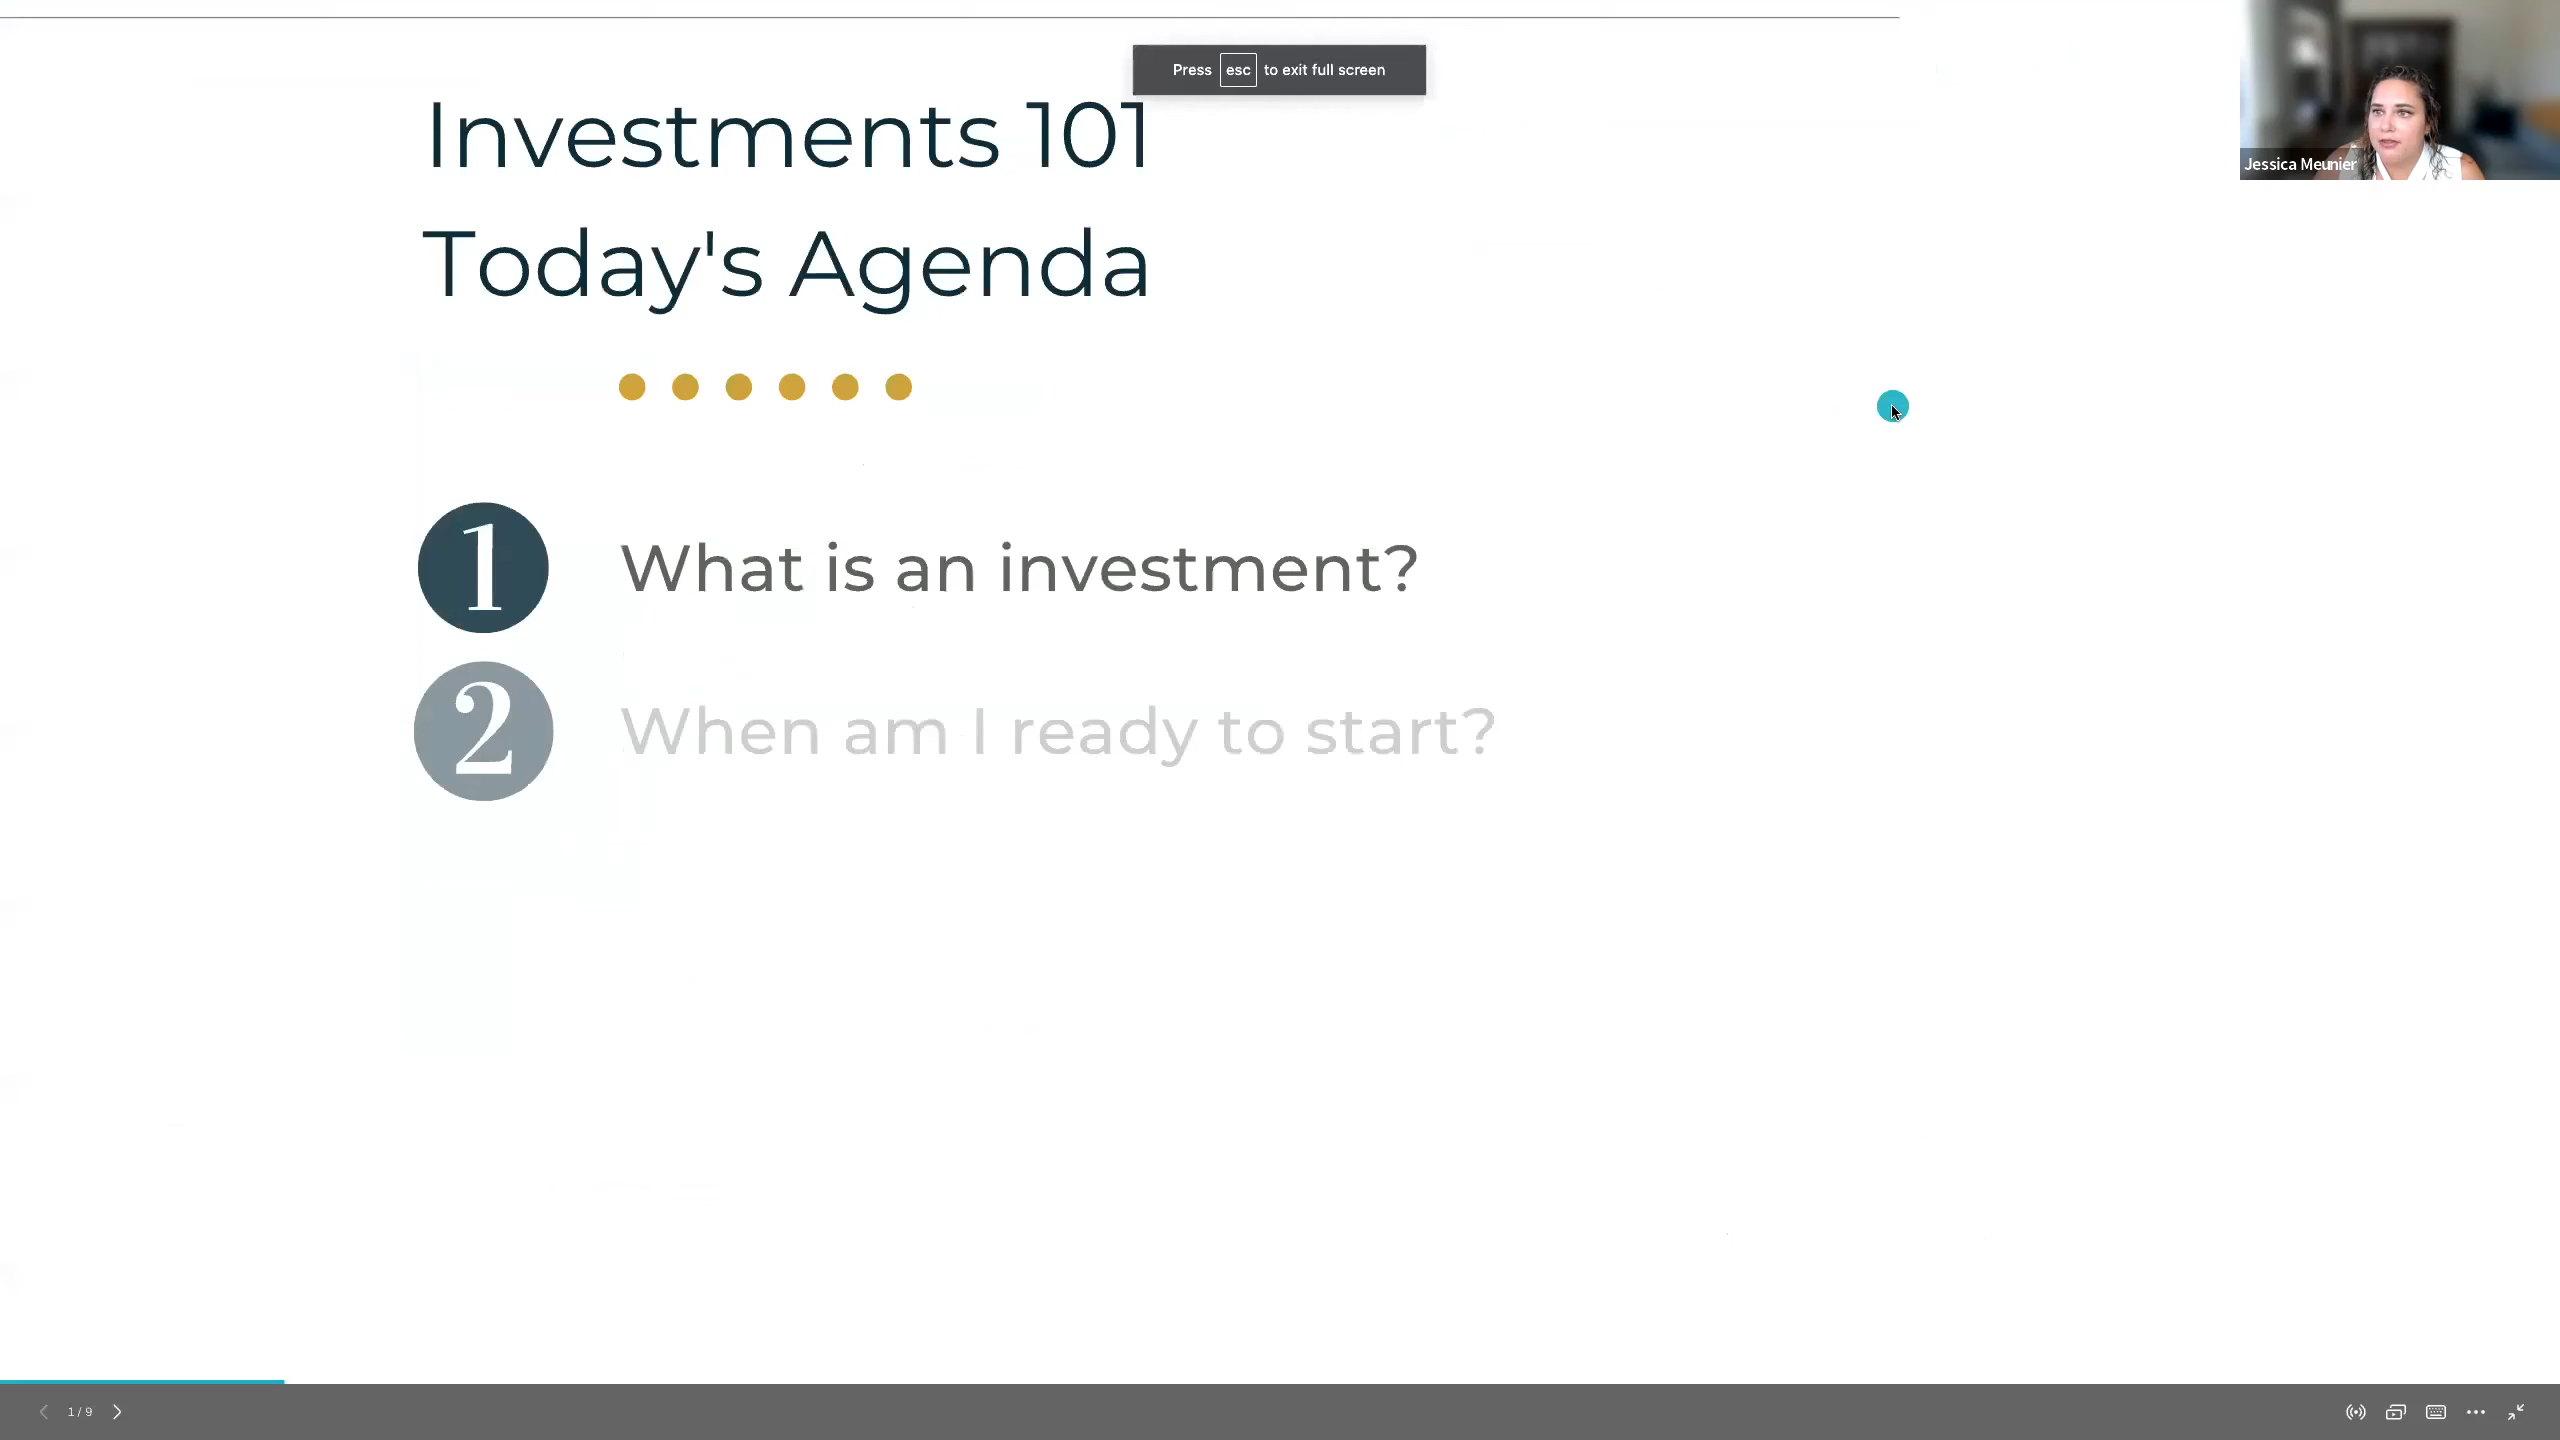 Press esc to exit full screen
Jessica Meunier
Investments 101
Today's Agenda
1 What is an investment?
2 When am I ready to start?
1 / 9